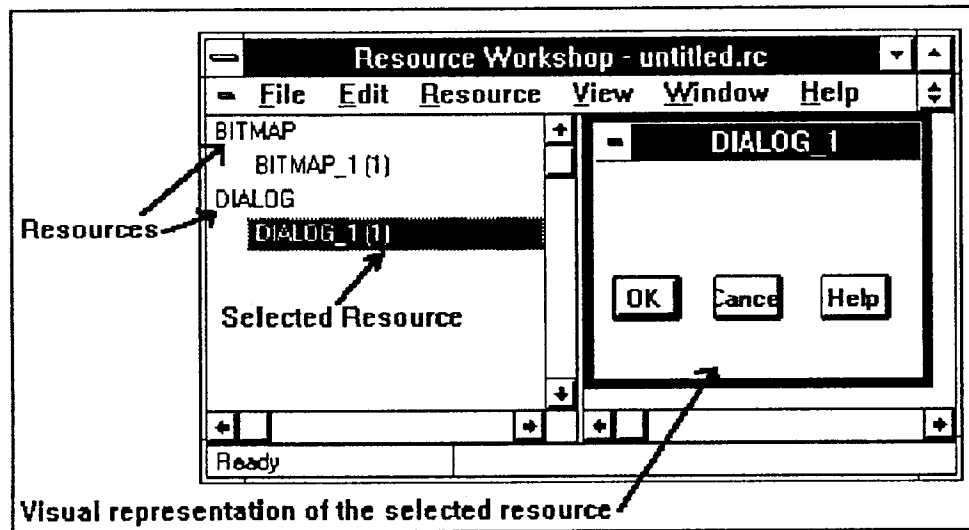 Resource Workshop - untitled.rc
File Edit Resource View Window Help
BITMAP
BITMAP_1 (1)
DIALOG
DIALOG_1 (1)
Resources
Selected Resource
DIALOG_1
OK Cance Help
Ready
Visual representation of the selected resource